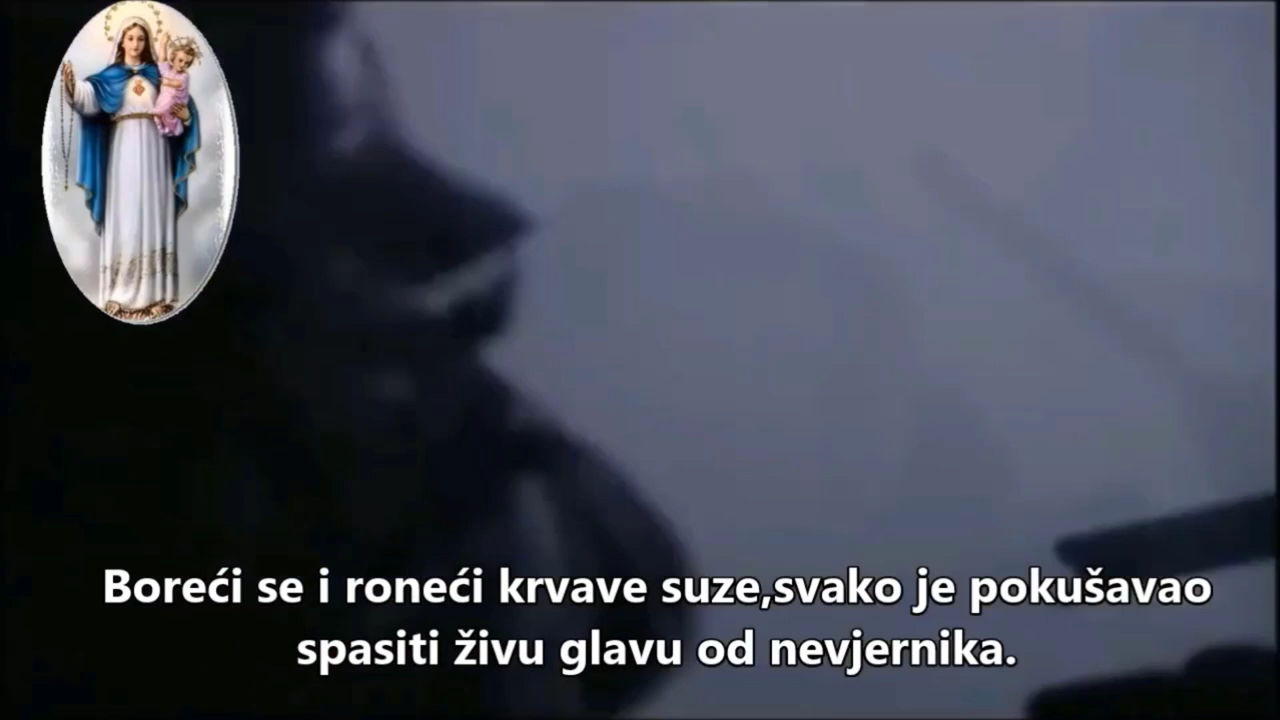 Boreći se i roneći krvave suze,svako je pokušavao
spasiti živu glavu od nevjernika.